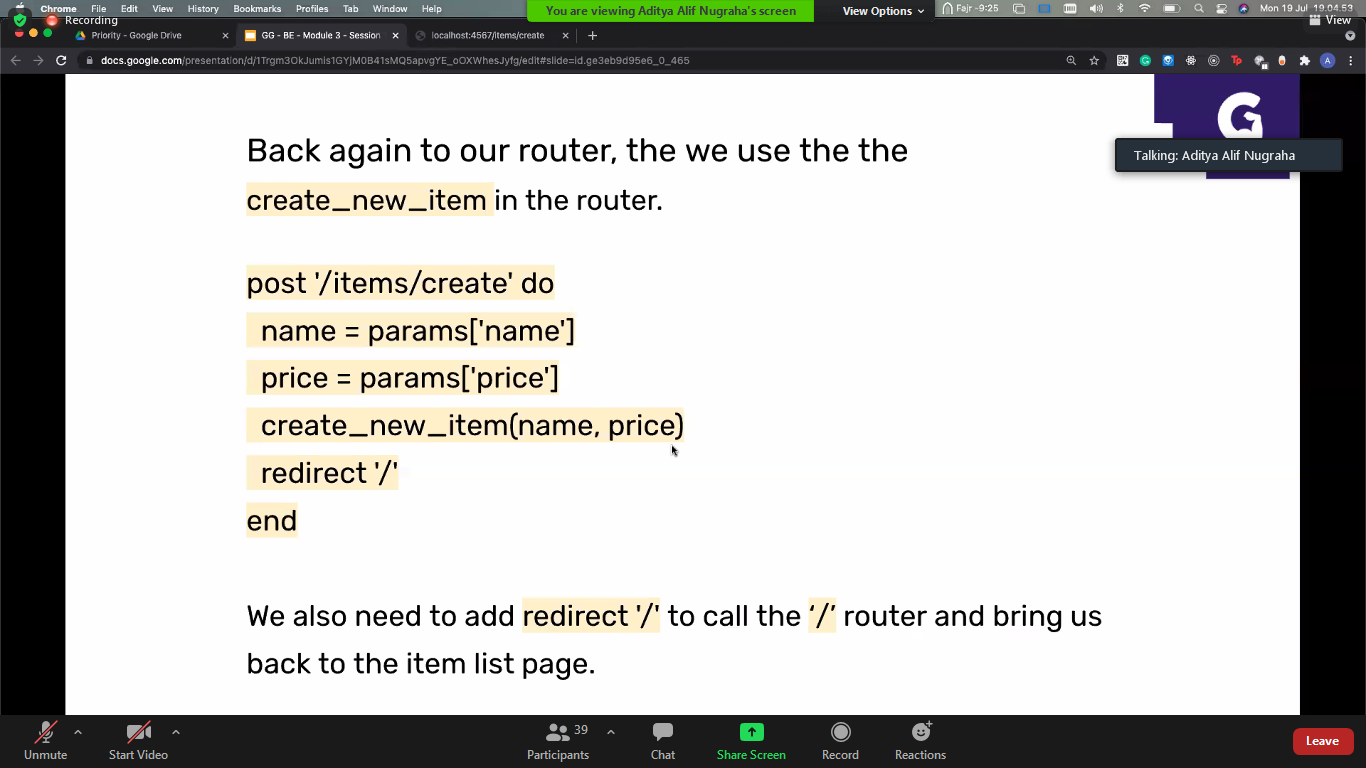 Chrome File Edit View History Bookmarks Profiles Tab Window Help
You are viewing Aditya Alif Nugraha's screen
View Options
Fajr -9:25
Mon 19 Jul 19.04.53
Recording
View
Priority - Google Drive
GG - BE - Module 3 - Session
localhost:4567/items/create
docs.google.com/presentation/d/1Trgm3OkJumis1GYjM0B41sMQ5apvgYE_oOXWhesJyfg/edit#slide=id.ge3eb9d95e6_0_465
G
Talking: Aditya Alif Nugraha
Back again to our router, the we use the the
create_new_item in the router.
post '/items/create' do
name = params['name']
price = params['price']
create_new_item(name, price)
redirect '/'
end
We also need to add redirect '/' to call the ‘/’ router and bring us
back to the item list page.
Unmute
Start Video
Participants
39
Chat
Share Screen
Record
Reactions
Leave